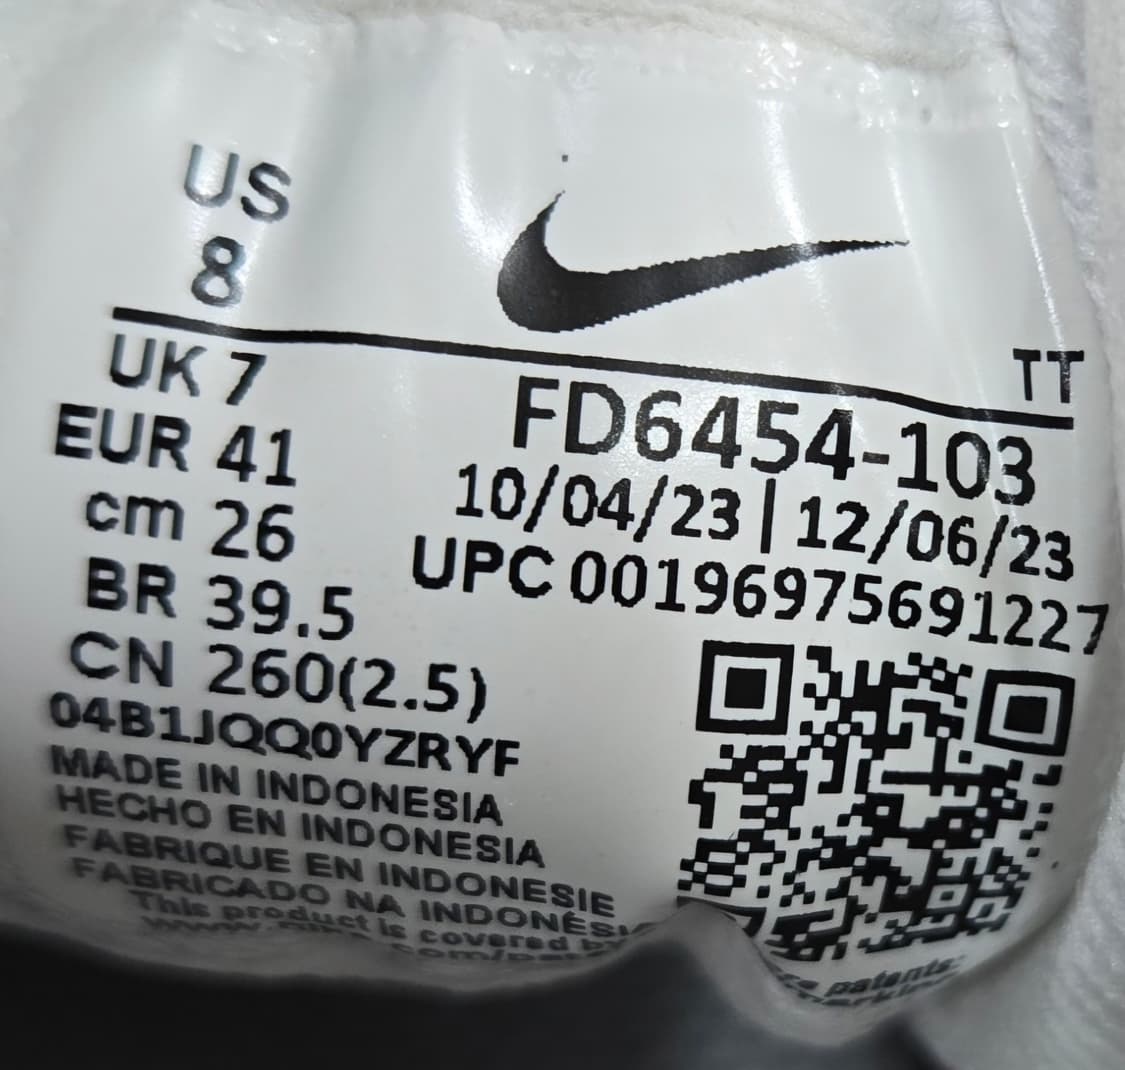 US
8
TT
UK 7
EUR 41
cm 26
BR 39.5
CN 260(2.5)
04B1JQQ0YZRYF
MADE IN INDONESIA
HECHO EN INDONESIA
FABRIQUE EN INDONESIE
FABRICADO NA INDONÉS
This product is covered by
FD6454-103
10/04/23 | 12/06/23
UPC 00196975691227
patents: